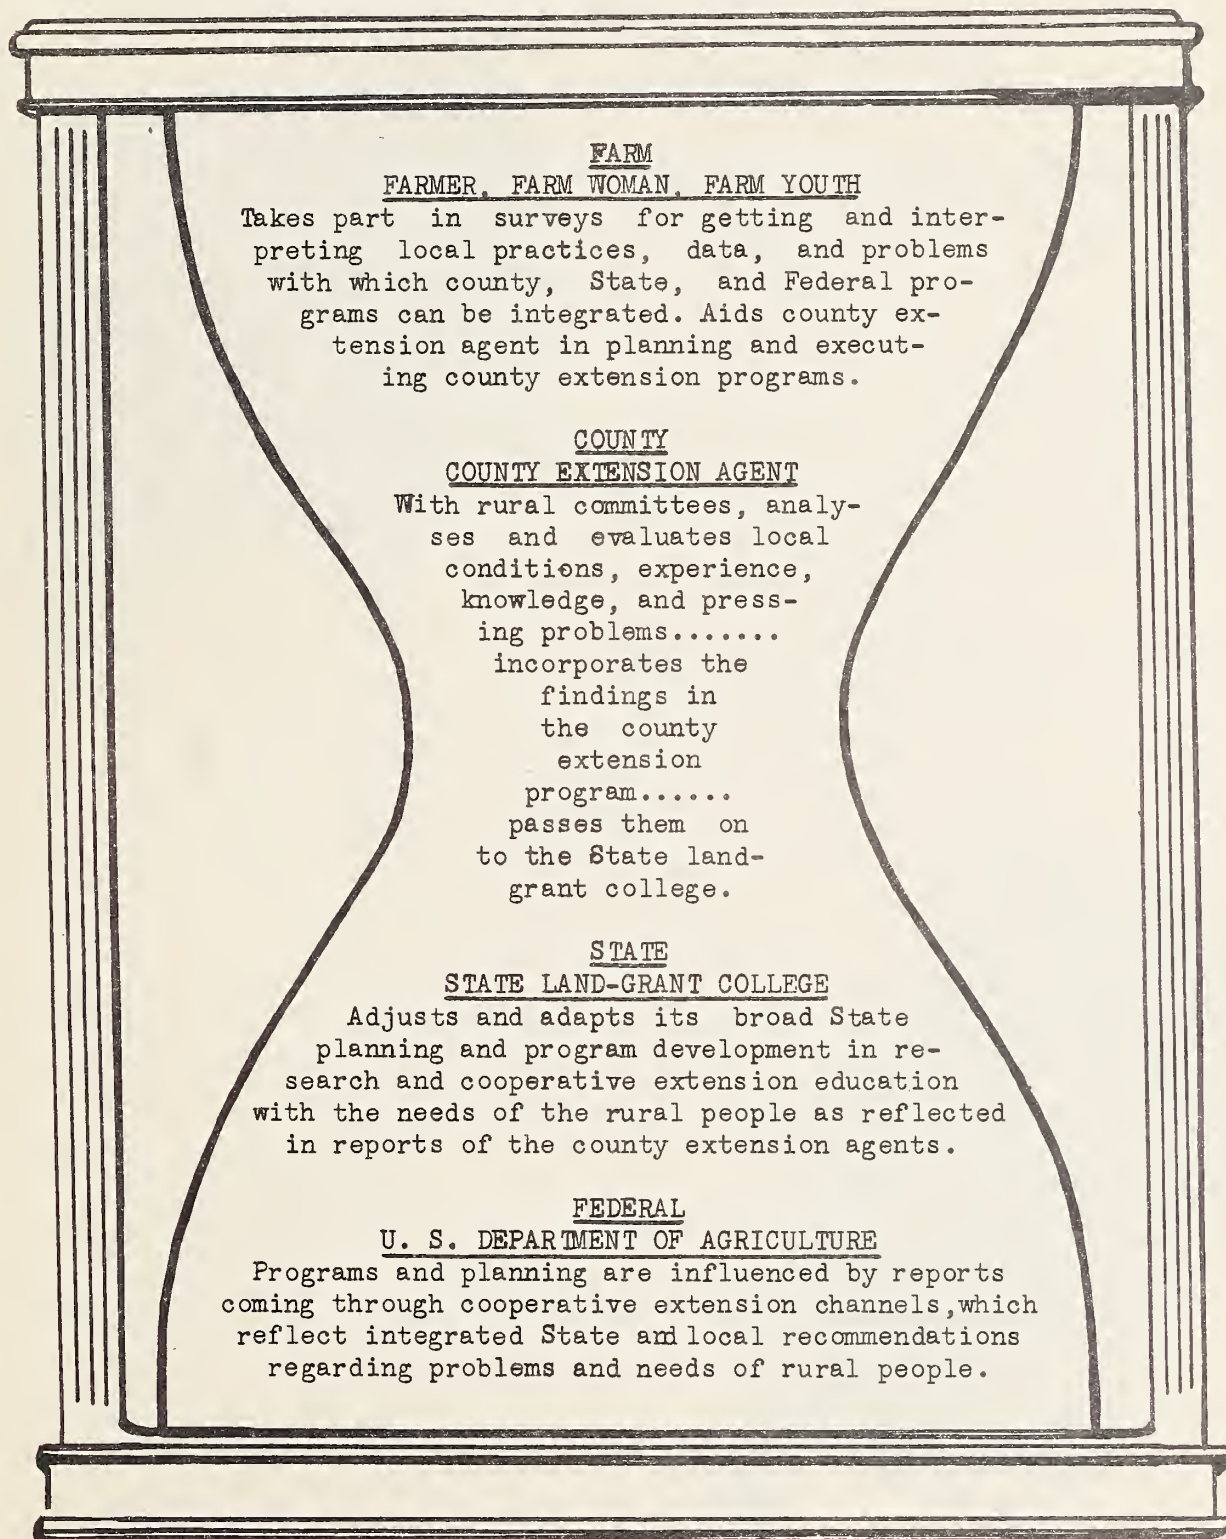 FARM
FARMER, FARM WOMAN, FARM YOUTH
Takes part in surveys for getting and inter-
preting local practices, data, and problems
with which county, State, and Federal pro-
grams can be integrated. Aids county ex-
tension agent in planning and execut-
ing county extension programs.
COUNTY
COUNTY EXTENSION AGENT
With rural committees, analy-
ses and evaluates local
conditions, experience,
knowledge, and press-
ing problems.......
incorporates the
findings in
the county
extension
program......
passes them on
to the State land-
grant college.
STATE
STATE LAND-GRANT COLLEGE
Adjusts and adapts its broad State
planning and program development in re-
search and cooperative extension education
with the needs of the rural people as reflected
in reports of the county extension agents.
FEDERAL
U. S. DEPARTMENT OF AGRICULTURE
Programs and planning are influenced by reports
coming through cooperative extension channels,which
reflect integrated State and local recommendations
regarding problems and needs of rural people.